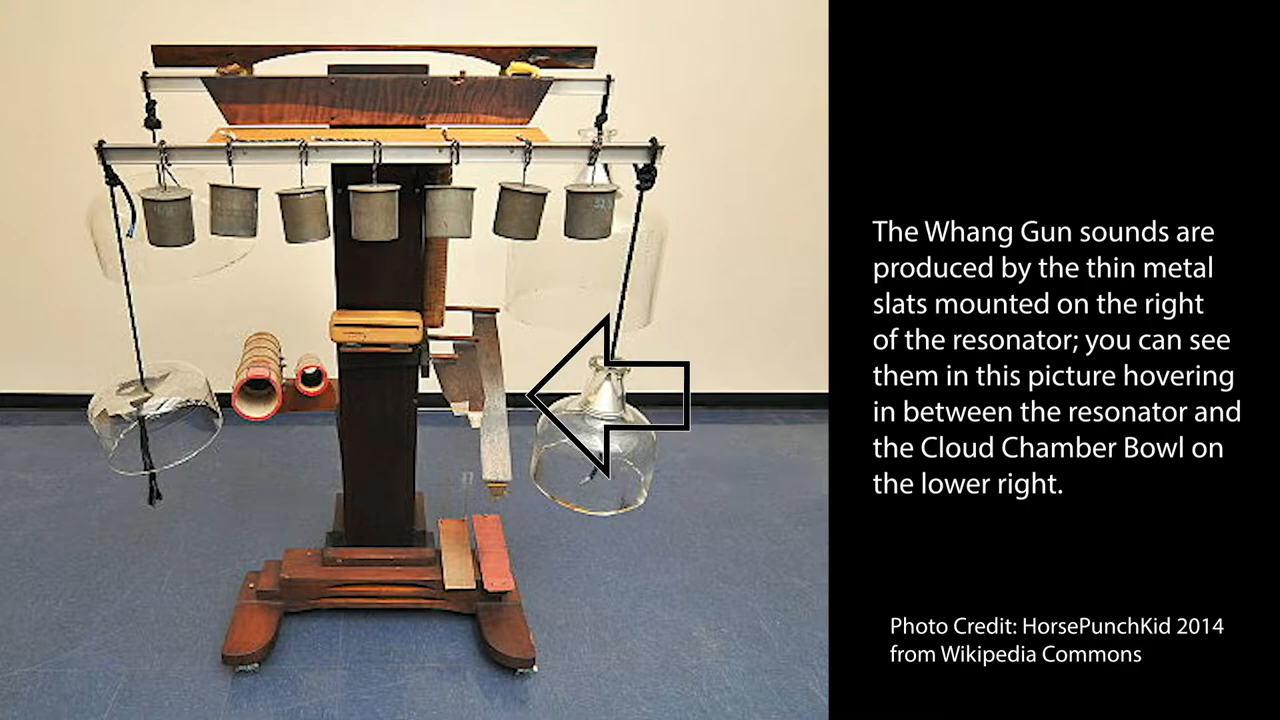 The Whang Gun sounds are
produced by the thin metal
slats mounted on the right
of the resonator; you can see
them in this picture hovering
in between the resonator and
the Cloud Chamber Bowl on
the lower right.
Photo Credit: HorsePunchKid 2014
from Wikipedia Commons